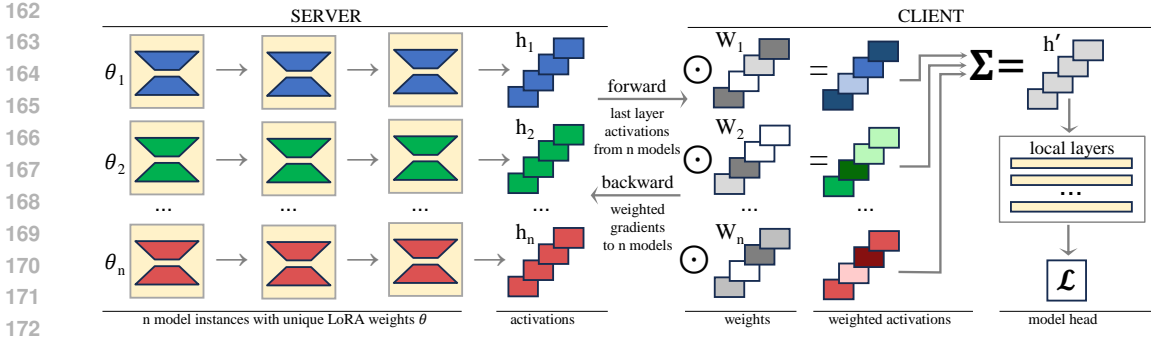 162
163
164
165
166
167
168
169
170
171
172
SERVER
CLIENT
θ1
h1
forward
last layer
activations
from n models
W1
⊙
=
Σ=
h′
θ2
h2
backward
weighted
gradients
to n models
W2
⊙
=
local layers
...
...
...
...
...
...
θn
hn
Wn
⊙
ℒ
n model instances with unique LoRA weights θ
activations
weights
weighted activations
model head